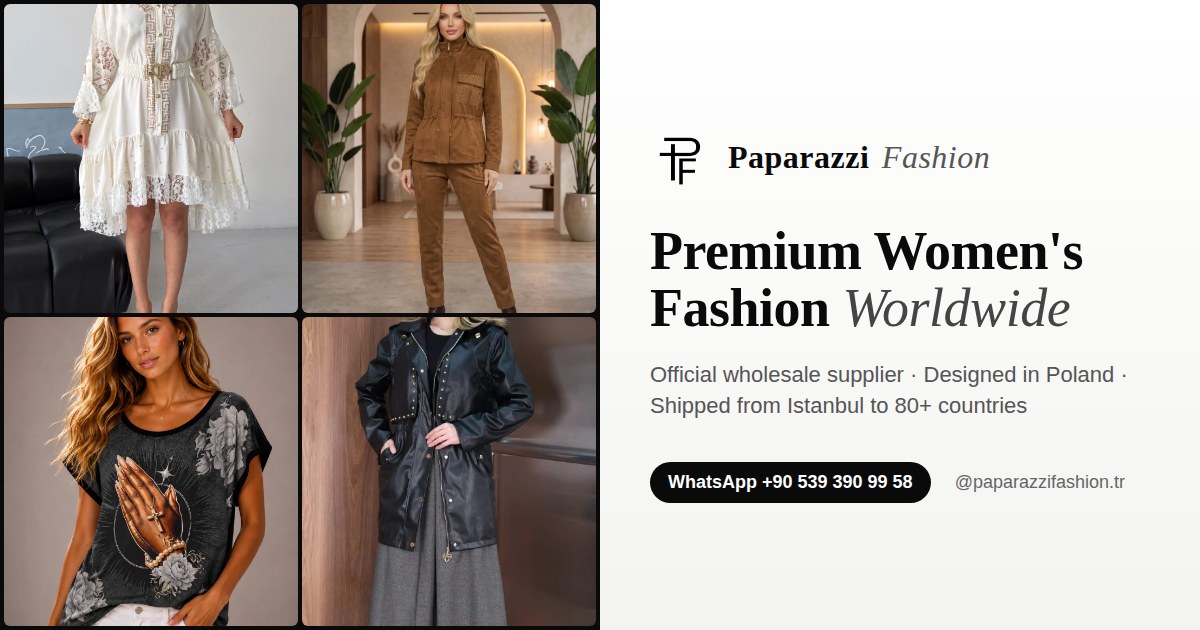 Paparazzi Fashion
Premium Women's
Fashion Worldwide
Official wholesale supplier · Designed in Poland ·
Shipped from Istanbul to 80+ countries
WhatsApp +90 539 390 99 58
@paparazzifashion.tr